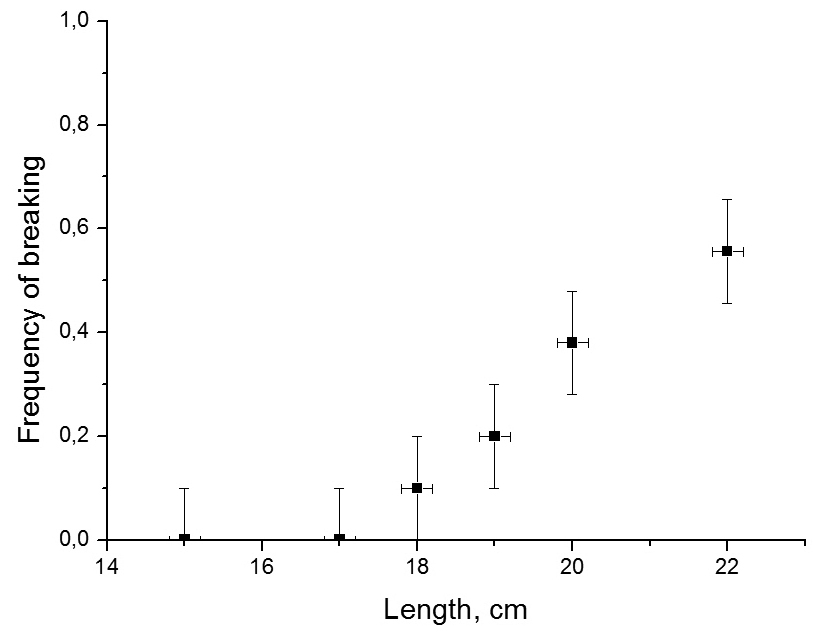 Frequency of breaking
1,0
0,8
0,6
0,4
0,2
0,0
14 16 18 20 22
Length, cm